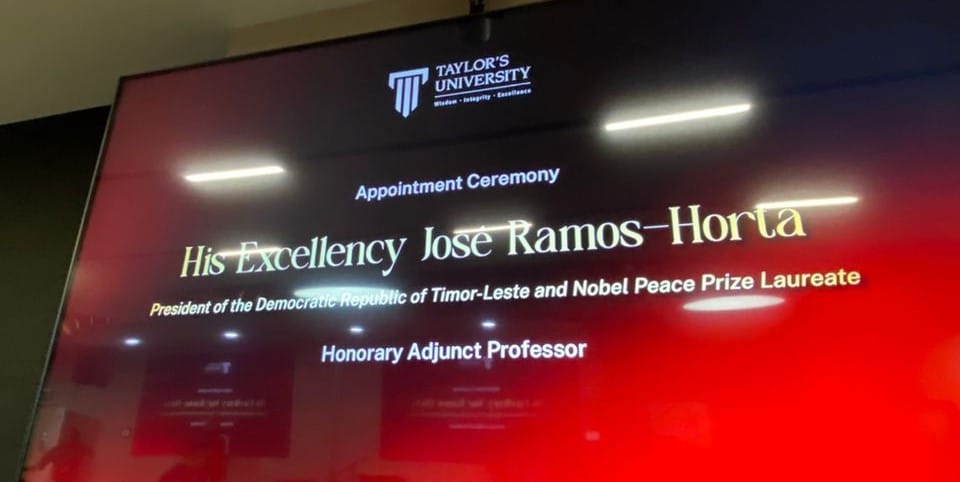 TAYLOR'S
UNIVERSITY
Wisdom • Integrity • Excellence
Appointment Ceremony
His Excellency José Ramos-Horta
President of the Democratic Republic of Timor-Leste and Nobel Peace Prize Laureate
Honorary Adjunct Professor